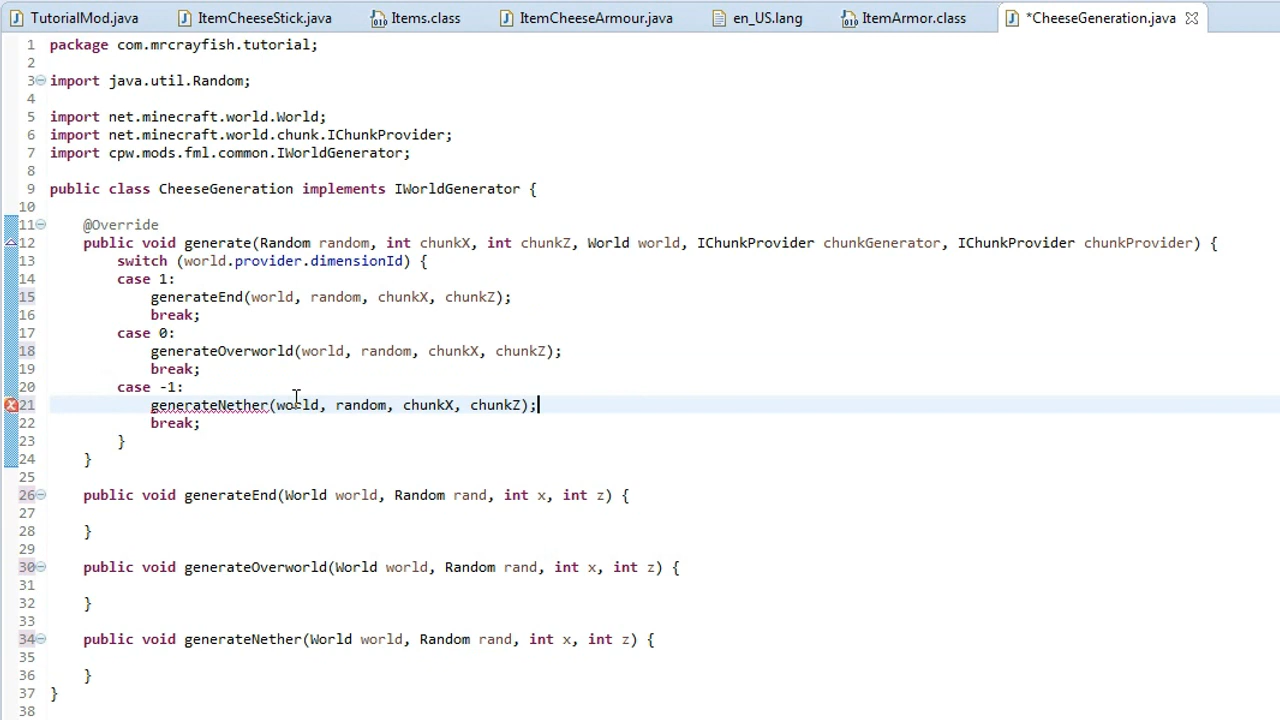 TutorialMod.java ItemCheeseStick.java Items.class ItemCheeseArmour.java en_US.lang ItemArmor.class *CheeseGeneration.java
1 package com.mrcrayfish.tutorial;
2
3 import java.util.Random;
4
5 import net.minecraft.world.World;
6 import net.minecraft.world.chunk.IChunkProvider;
7 import cpw.mods.fml.common.IWorldGenerator;
8
9 public class CheeseGeneration implements IWorldGenerator {
10
11 @Override
12 public void generate(Random random, int chunkX, int chunkZ, World world, IChunkProvider chunkGenerator, IChunkProvider chunkProvider) {
13 switch (world.provider.dimensionId) {
14 case 1:
15 generateEnd(world, random, chunkX, chunkZ);
16 break;
17 case 0:
18 generateOverworld(world, random, chunkX, chunkZ);
19 break;
20 case -1:
21 generateNether(world, random, chunkX, chunkZ);
22 break;
23 }
24 }
25
26 public void generateEnd(World world, Random rand, int x, int z) {
27
28 }
29
30 public void generateOverworld(World world, Random rand, int x, int z) {
31
32 }
33
34 public void generateNether(World world, Random rand, int x, int z) {
35
36 }
37 }
38